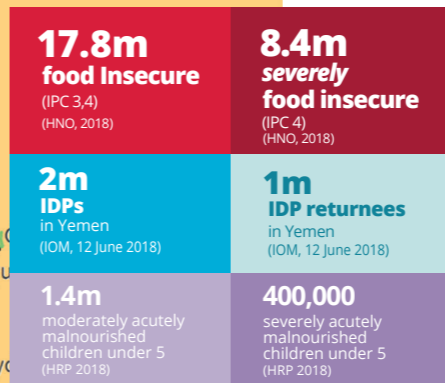 17.8m
food Insecure
(IPC 3,4)
(HNO, 2018)
8.4m
severely
food insecure
(IPC 4)
(HNO, 2018)
2m
IDPs
in Yemen
(IOM, 12 June 2018)
1m
IDP returnees
in Yemen
(IOM, 12 June 2018)
1.4m
moderately acutely
malnourished
children under 5
(HRP 2018)
400,000
severely acutely
malnourished
children under 5
(HRP 2018)